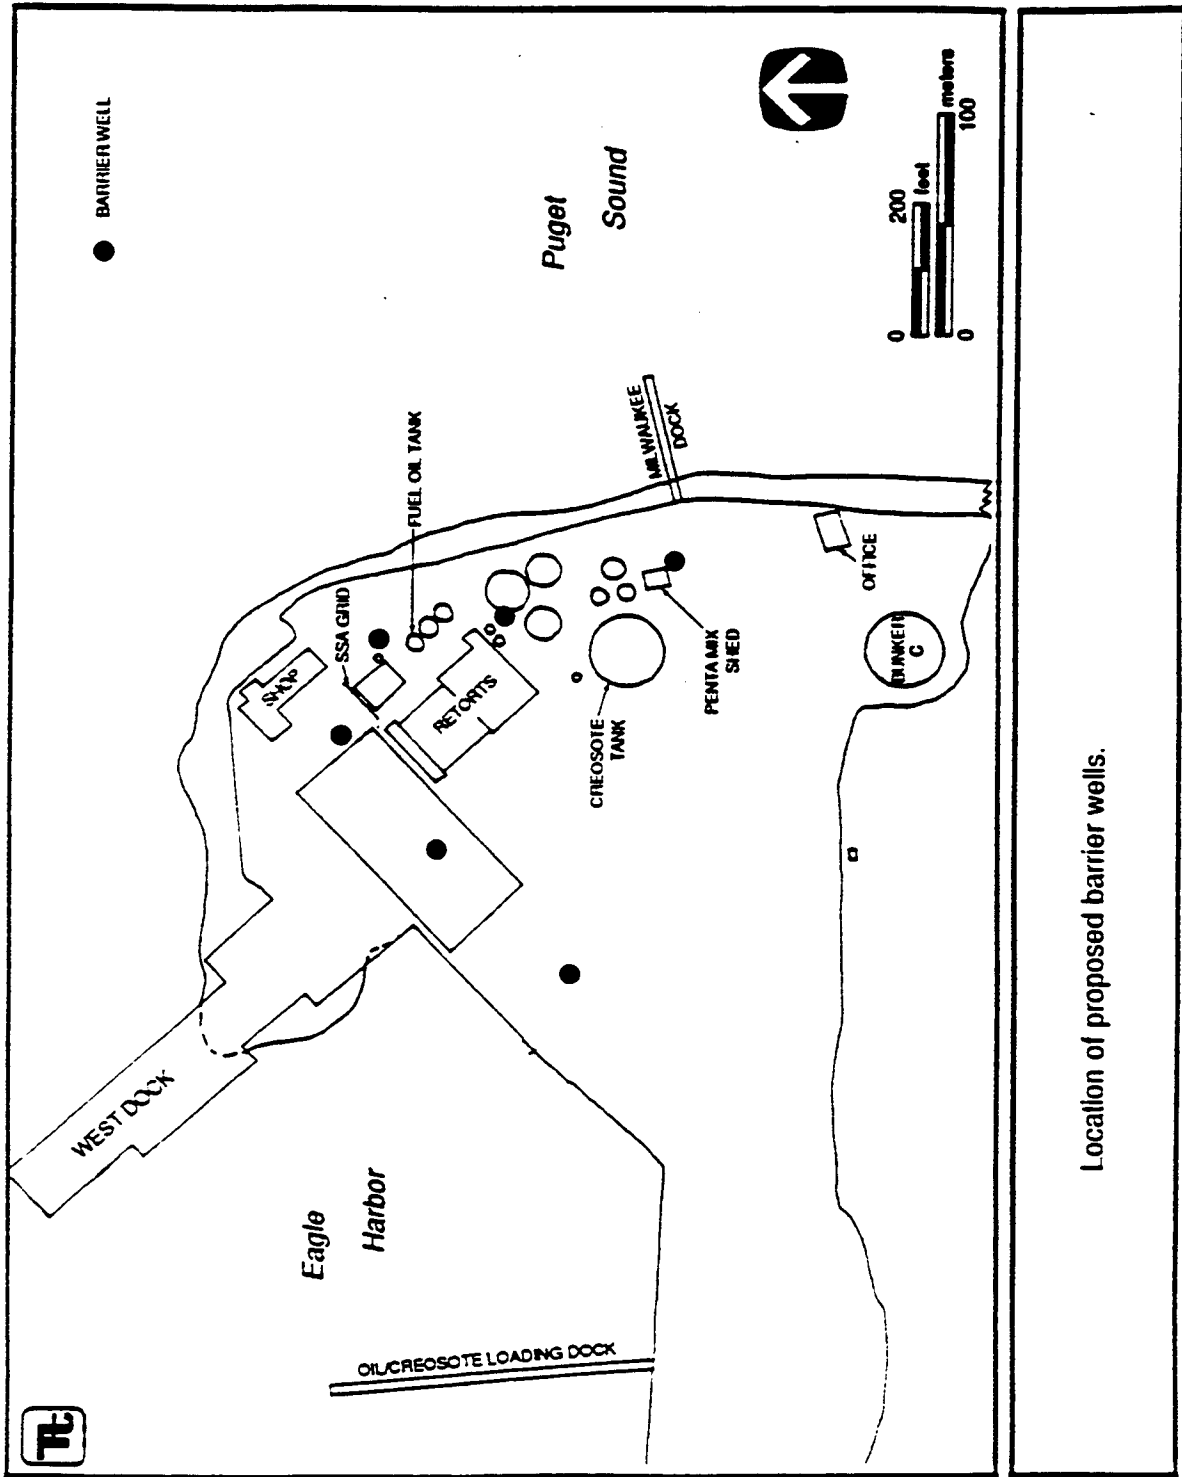 BARRIER WELL
Puget
Sound
200
0
feet
meters
0
100
MILWAUKEE
DOCK
FUEL OIL TANK
SSA GRID
SHOP
RETORTS
CREOSOTE
TANK
PENTA MIX
SHED
OFFICE
BUNKER
C
WEST DOCK
Eagle
Harbor
OIL/CREOSOTE LOADING DOCK
Tt
Location of proposed barrier wells.